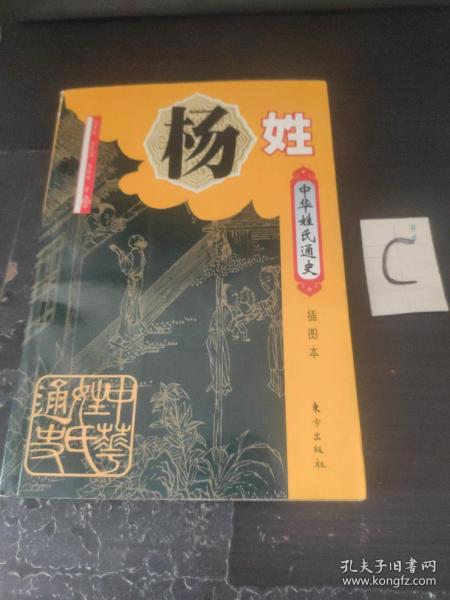 杨
姓
中华姓氏通史
插图本
东方出版社
中华
姓氏
通史
C
孔夫子旧书网
www.kongfz.com